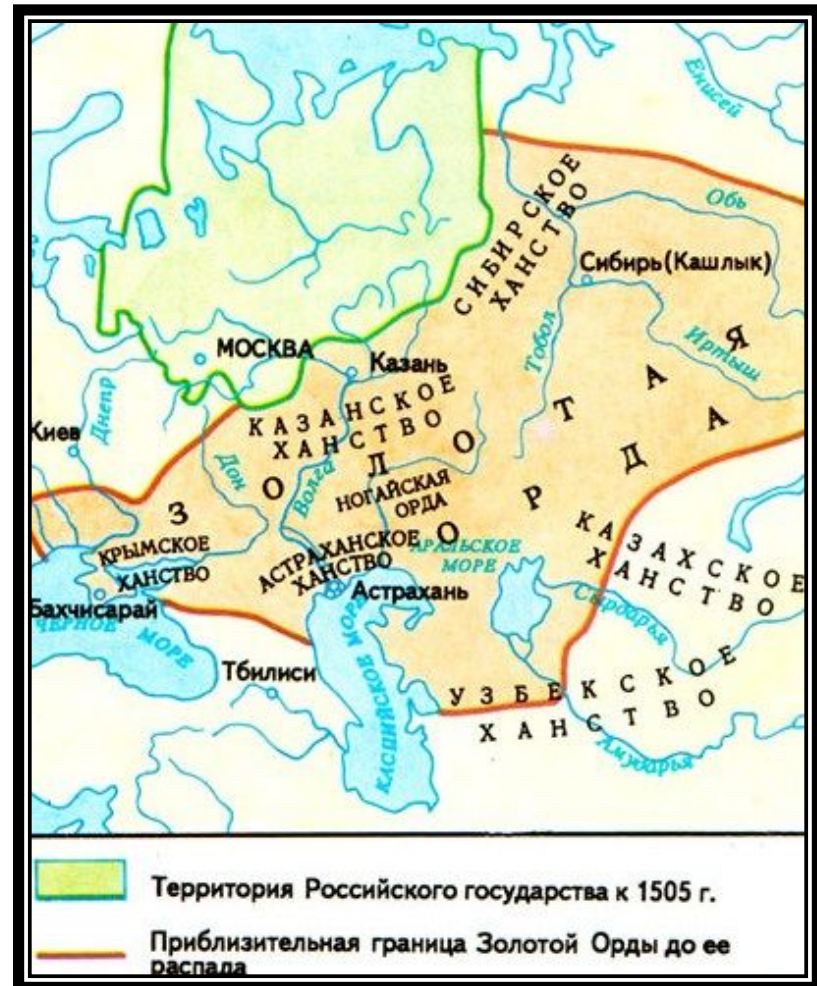 Енисей
Обь
СИБИРСКОЕ
ХАНСТВО
Сибирь (Кашлык)
Тобол
Иртыш
МОСКВА
Казань
КАЗАНСКОЕ
ХАНСТВО
Киев
Днепр
Дон
Волга
ЗОЛОТАЯ
ОРДА
НОГАЙСКАЯ
ОРДА
КРЫМСКОЕ
ХАНСТВО
АСТРАХАНСКОЕ
ХАНСТВО
АРАЛЬСКОЕ
МОРЕ
КАЗАХСКОЕ
ХАНСТВО
Астрахань
Бахчисарай
ЧЕРНОЕ МОРЕ
Сырдарья
Тбилиси
КАСПИЙСКОЕ МОРЕ
УЗБЕКСКОЕ
ХАНСТВО
Амударья
Территория Российского государства к 1505 г.
Приблизительная граница Золотой Орды до ее
распада